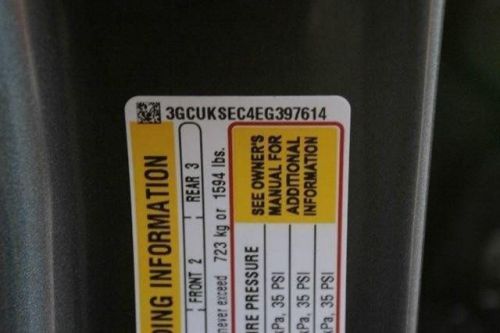 3GCUKSEC4EG397614
DING INFORMATION
FRONT 2
REAR 3
never exceed 723 kg or 1594 lbs.
SEE OWNER'S
MANUAL FOR
ADDITIONAL
INFORMATION
IRE PRESSURE
kPa, 35 PSI
kPa, 35 PSI
kPa, 35 PSI